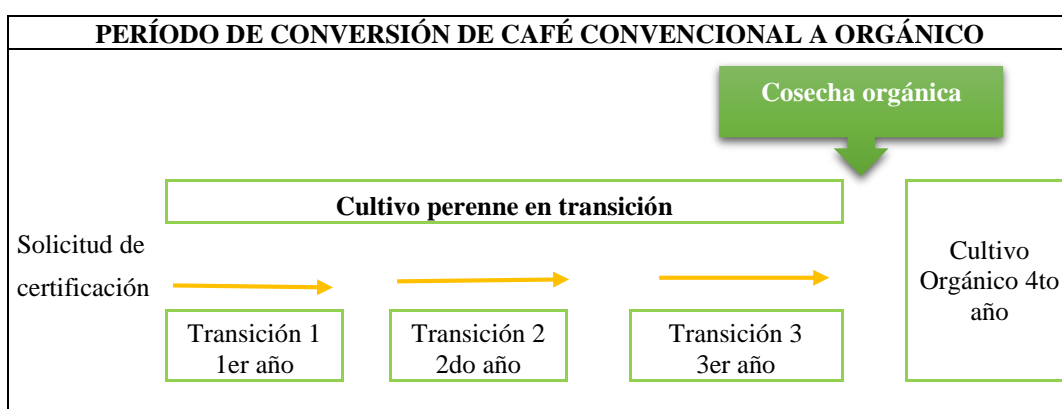 PERÍODO DE CONVERSIÓN DE CAFÉ CONVENCIONAL A ORGÁNICO
Cosecha orgánica
Cultivo perenne en transición
Solicitud de
certificación
Transición 1
1er año
Transición 2
2do año
Transición 3
3er año
Cultivo
Orgánico 4to
año